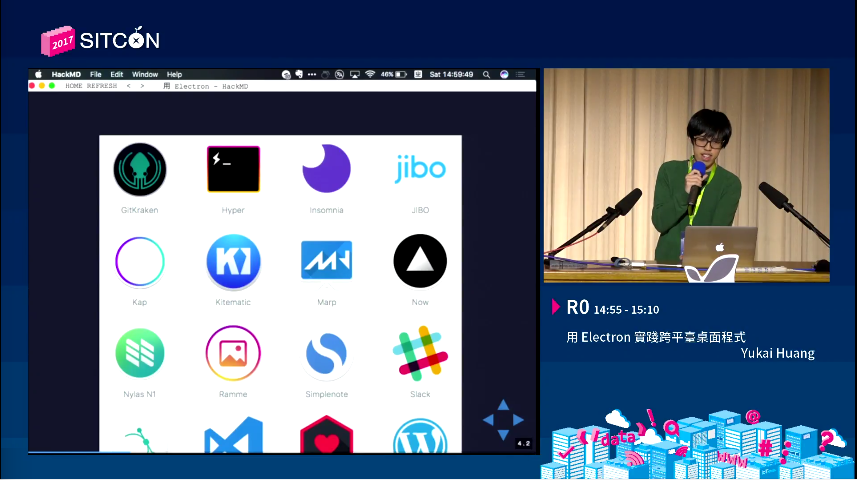 2017 SITCON
HackMD File Edit Window Help
46%
Sat 14:59:49
HOME REFRESH < > 用 Electron - HackMD
GitKraken
Hyper
Insomnia
jibo
JIBO
Kap
Kitematic
Marp
Now
Nylas N1
Ramme
Simplenote
Slack
4.2
R0 14:55 - 15:10
用 Electron 實踐跨平臺桌面程式
Yukai Huang
data
www